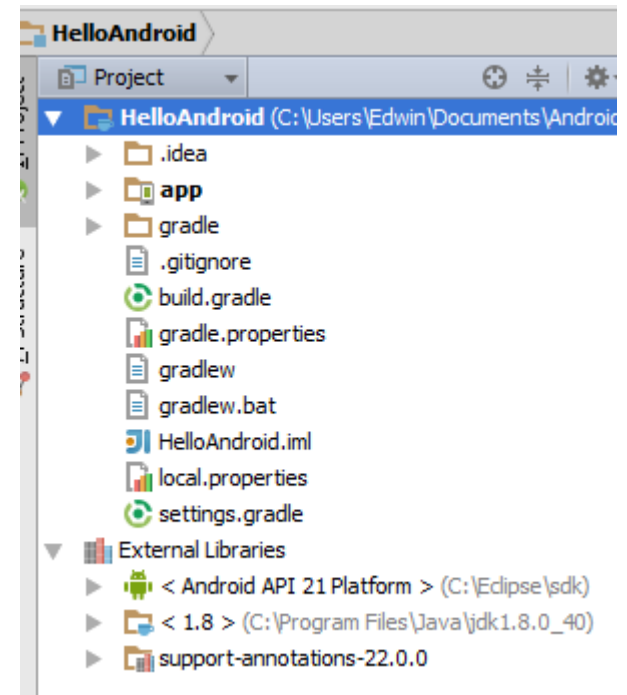 HelloAndroid
Project
HelloAndroid (C:\Users\Edwin\Documents\Android
.idea
app
gradle
.gitignore
build.gradle
gradle.properties
gradlew
gradlew.bat
HelloAndroid.iml
local.properties
settings.gradle
External Libraries
< Android API 21 Platform > (C:\Eclipse\sdk)
< 1.8 > (C:\Program Files\Java\jdk1.8.0_40)
support-annotations-22.0.0